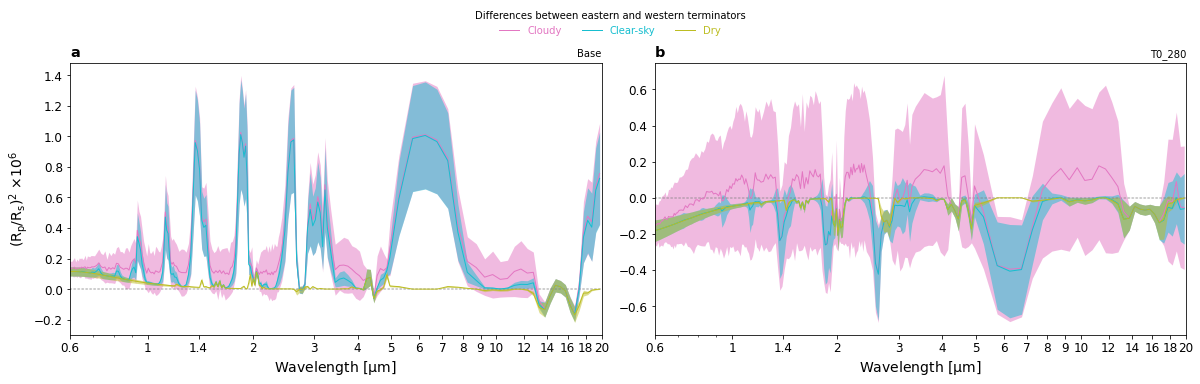 Differences between eastern and western terminators
Cloudy Clear-sky Dry
a Base
b T0_280
(Rp/Rs)² ×10⁶
1.4
1.2
1.0
0.8
0.6
0.4
0.2
0.0
−0.2
0.6 1 1.4 2 3 4 5 6 7 8 9 10 12 14 16 18 20
Wavelength [μm]
0.6
0.4
0.2
0.0
−0.2
−0.4
−0.6
0.6 1 1.4 2 3 4 5 6 7 8 9 10 12 14 16 18 20
Wavelength [μm]